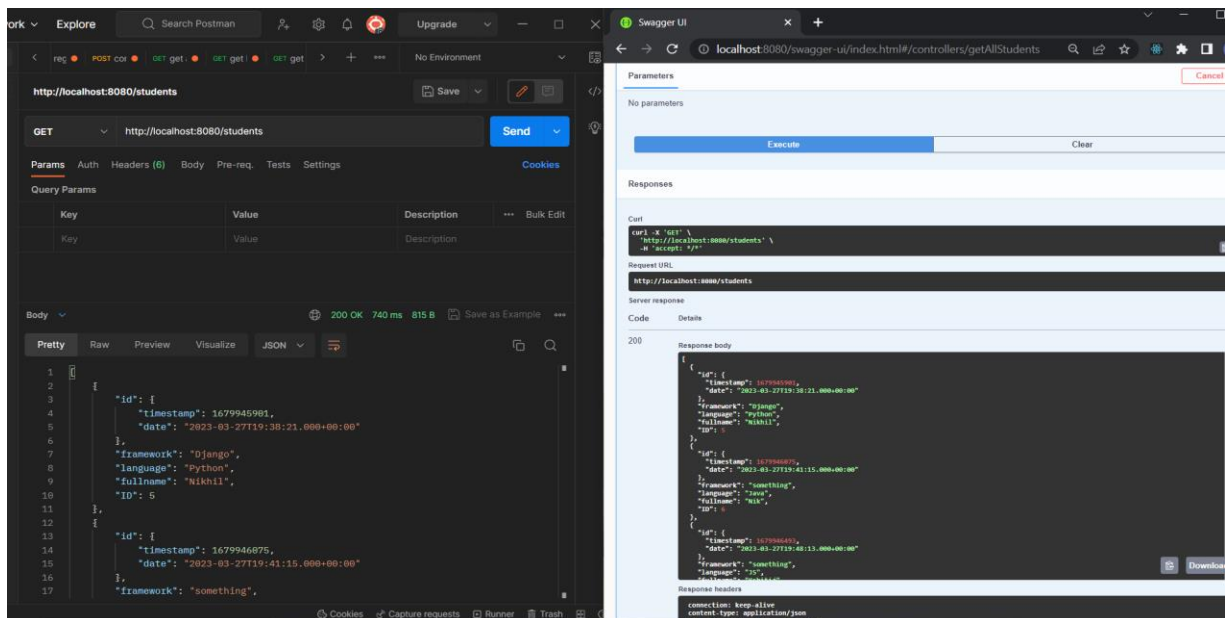 ork Explore Search Postman Upgrade
rec POST cor GET get . GET get GET get No Environment
http://localhost:8080/students Save
GET http://localhost:8080/students Send
Params Auth Headers (6) Body Pre-req. Tests Settings Cookies
Query Params
Key Value Description Bulk Edit
Key Value Description
Body 200 OK 740 ms 815 B Save as Example
Pretty Raw Preview Visualize JSON
1 [
2 {
3 "id": {
4 "timestamp": 1679945901,
5 "date": "2023-03-27T19:38:21.000+00:00"
6 },
7 "framework": "Django",
8 "language": "Python",
9 "fullname": "Nikhil",
10 "ID": 5
11 },
12 {
13 "id": {
14 "timestamp": 1679946075,
15 "date": "2023-03-27T19:41:15.000+00:00"
16 },
17 "framework": "something",
Cookies Capture requests Runner Trash
Swagger UI
localhost:8080/swagger-ui/index.html#/controllers/getAllStudents
Parameters Cancel
No parameters
Execute Clear
Responses
Curl
curl -X 'GET' \
'http://localhost:8080/students' \
-H 'accept: */*'
Request URL
http://localhost:8080/students
Server response
Code Details
200 Response body
[
{
"id": {
"timestamp": 1679945901,
"date": "2023-03-27T19:38:21.000+00:00"
},
"framework": "Django",
"language": "Python",
"fullname": "Nikhil",
"ID": 5
},
{
"id": {
"timestamp": 1679946075,
"date": "2023-03-27T19:41:15.000+00:00"
},
"framework": "something",
"language": "Java",
"fullname": "Nik",
"ID": 6
},
{
"id": {
"timestamp": 1679946493,
"date": "2023-03-27T19:48:13.000+00:00"
},
"framework": "something",
"language": "JS",
Download
Response headers
connection: keep-alive
content-type: application/json